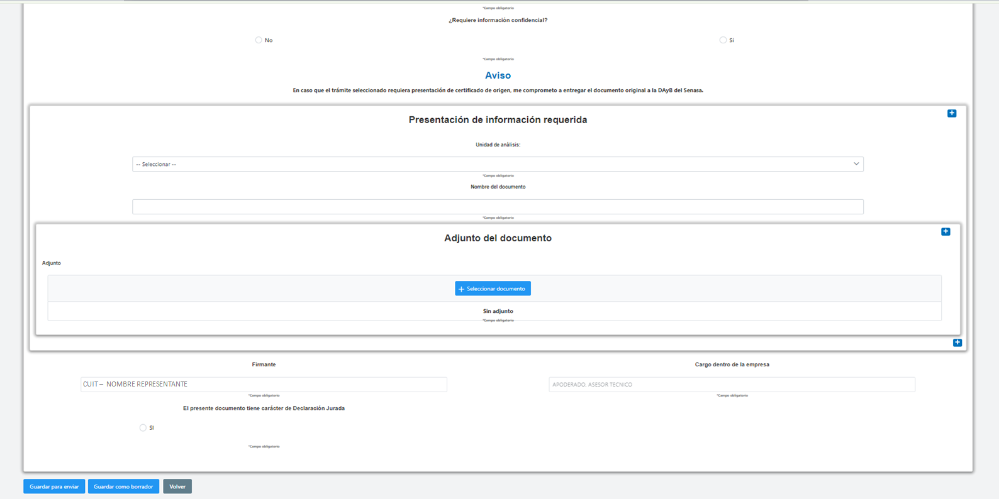 *Campo obligatorio
¿Requiere información confidencial?
No
Si
*Campo obligatorio
Aviso
En caso que el trámite seleccionado requiera presentación de certificado de origen, me comprometo a entregar el documento original a la DAyB del Senasa.
Presentación de información requerida
Unidad de análisis:
-- Seleccionar --
*Campo obligatorio
Nombre del documento
*Campo obligatorio
Adjunto del documento
Adjunto
Seleccionar documento
Sin adjunto
*Campo obligatorio
Firmante
Cargo dentro de la empresa
CUIT – NOMBRE REPRESENTANTE
APODERADO, ASESOR TECNICO
*Campo obligatorio
*Campo obligatorio
El presente documento tiene carácter de Declaración Jurada
SI
*Campo obligatorio
Guardar para enviar
Guardar como borrador
Volver